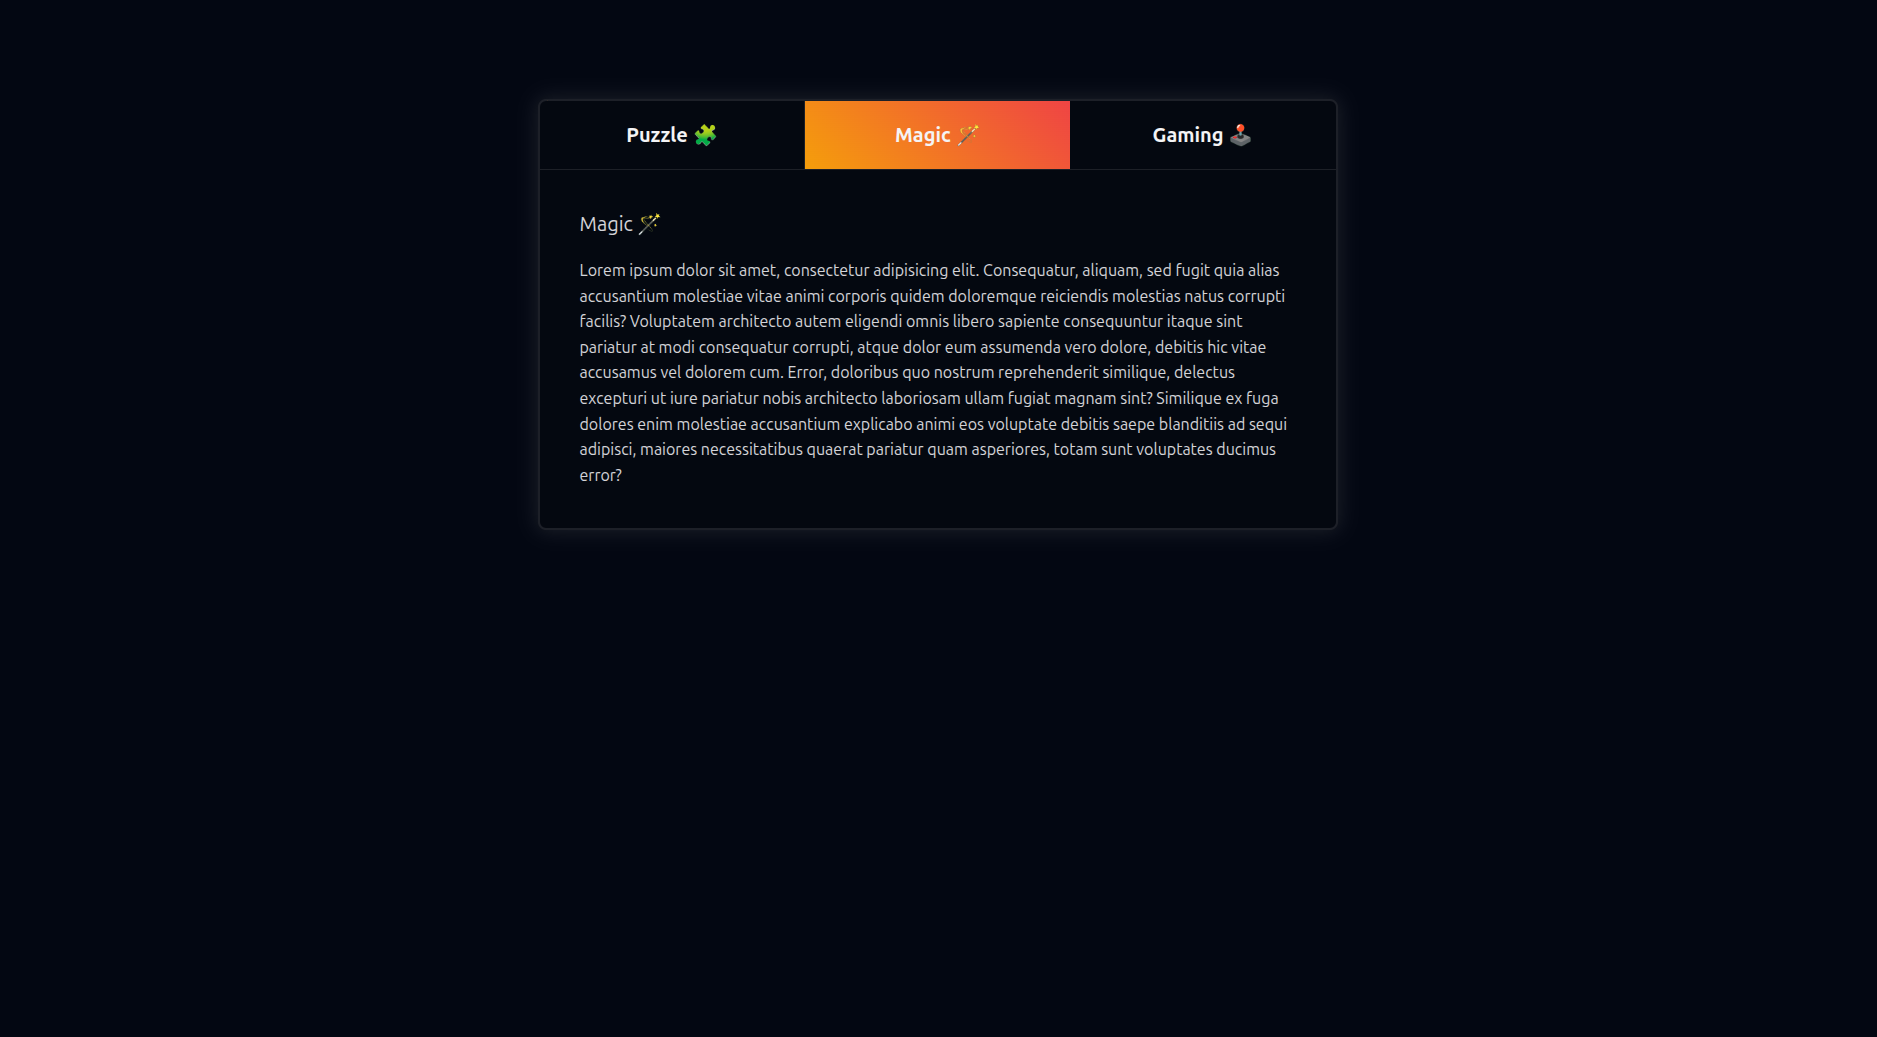 Puzzle 🧩 Magic 🪄 Gaming 🕹️
Magic 🪄
Lorem ipsum dolor sit amet, consectetur adipisicing elit. Consequatur, aliquam, sed fugit quia alias
accusantium molestiae vitae animi corporis quidem doloremque reiciendis molestias natus corrupti
facilis? Voluptatem architecto autem eligendi omnis libero sapiente consequuntur itaque sint
pariatur at modi consequatur corrupti, atque dolor eum assumenda vero dolore, debitis hic vitae
accusamus vel dolorem cum. Error, doloribus quo nostrum reprehenderit similique, delectus
excepturi ut iure pariatur nobis architecto laboriosam ullam fugiat magnam sint? Similique ex fuga
dolores enim molestiae accusantium explicabo animi eos voluptate debitis saepe blanditiis ad sequi
adipisci, maiores necessitatibus quaerat pariatur quam asperiores, totam sunt voluptates ducimus
error?